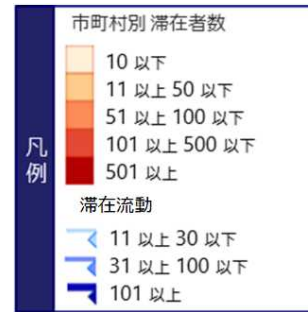 市町村別 滞在者数
10 以下
11 以上 50 以下
51 以上 100 以下
101 以上 500 以下
501 以上
凡例
滞在流動
11 以上 30 以下
31 以上 100 以下
101 以上